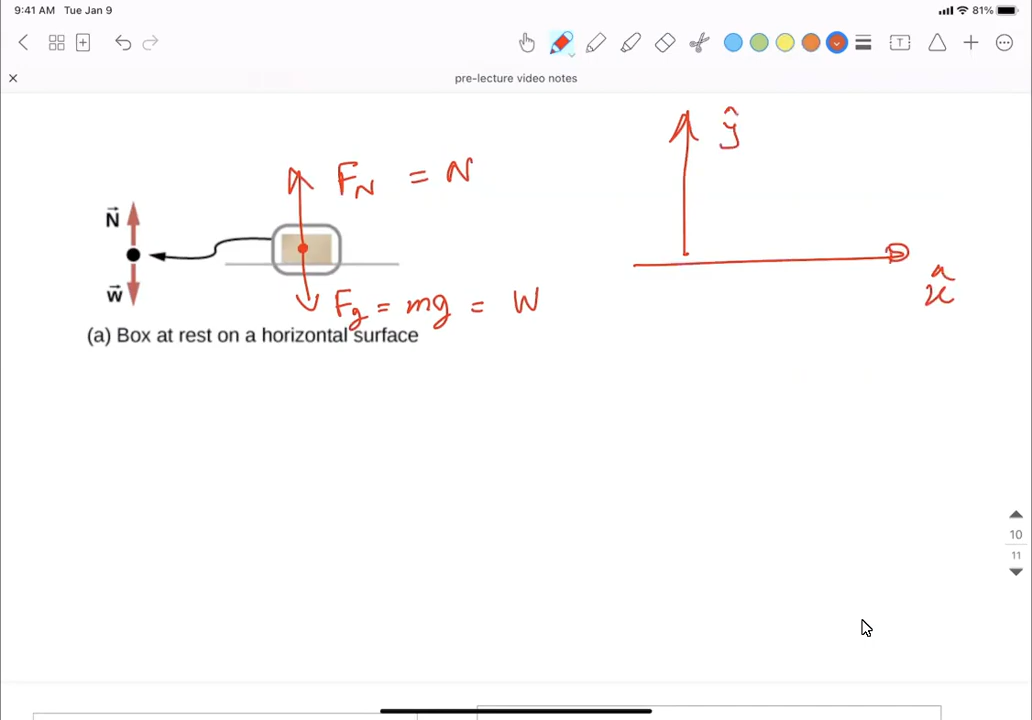 9:41 AM Tue Jan 9
81%
T
pre-lecture video notes
ŷ
F_N = N
N⃗
w⃗
x̂
F_g = mg = W
(a) Box at rest on a horizontal surface
10
11